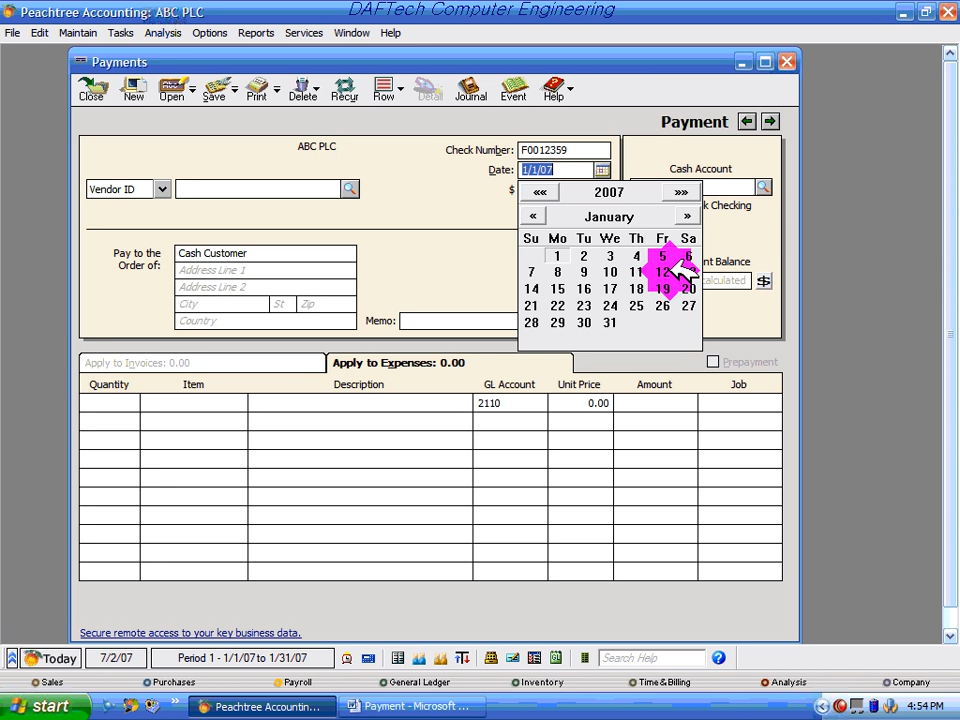 Peachtree Accounting: ABC PLC
DAFTech Computer Engineering
File Edit Maintain Tasks Analysis Options Reports Services Window Help
Payments
Close New Open Save Print Delete Recur Row Detail Journal Event Help
Payment
ABC PLC
Check Number: F0012359
Date: 1/1/07
Cash Account
Vendor ID
$
2007
k Checking
January
Su Mo Tu We Th Fr Sa
1 2 3 4 5 6
7 8 9 10 11 12
14 15 16 17 18 19 20
21 22 23 24 25 26 27
28 29 30 31
nt Balance
calculated
Pay to the
Order of:
Cash Customer
Address Line 1
Address Line 2
City St Zip
Country
Memo:
Apply to Invoices: 0.00
Apply to Expenses: 0.00
Prepayment
Quantity Item Description GL Account Unit Price Amount Job
2110 0.00
Secure remote access to your key business data.
Today 7/2/07 Period 1 - 1/1/07 to 1/31/07 Search Help
Sales Purchases Payroll General Ledger Inventory Time & Billing Analysis Company
start Peachtree Accountin... Payment - Microsoft ... 4:54 PM